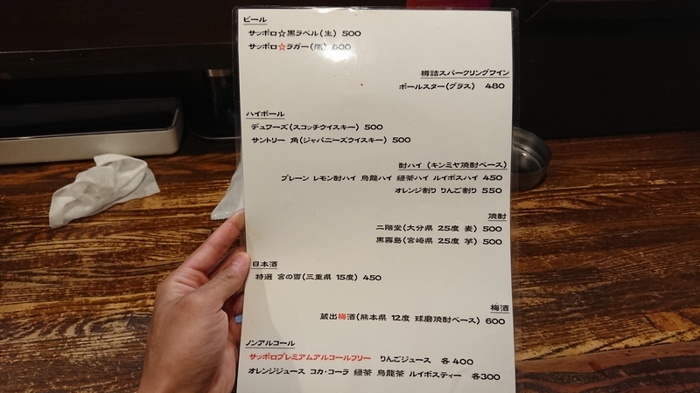 ビール
サッポロ☆黒ラベル(生) 500
サッポロ☆ラガー(瓶) 600
樽詰スパークリングワイン
ポールスター(グラス) 480
ハイボール
デュワーズ(スコッチウイスキー) 500
サントリー 角(ジャパニーズウイスキー) 500
酎ハイ (キンミヤ焼酎ベース)
プレーン レモン酎ハイ 烏龍ハイ 緑茶ハイ ルイボスハイ 450
オレンジ割り りんご割り 550
焼酎
二階堂(大分県 25度 麦) 500
黒霧島(宮崎県 25度 芋) 500
日本酒
特選 宮の雪(三重県 15度) 450
梅酒
蔵出梅酒(熊本県 12度 球磨焼酎ベース) 600
ノンアルコール
サッポロプレミアムアルコールフリー りんごジュース 各400
オレンジジュース コカ・コーラ 緑茶 烏龍茶 ルイボスティー 各300